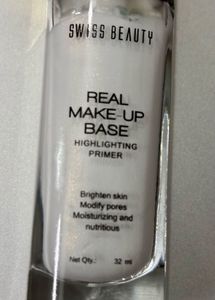 SWISS BEAUTY
REAL
MAKE-UP
BASE
HIGHLIGHTING
PRIMER
Brighten skin
Modify pores
Moisturizing and
nutritious
Net Qty.: 32 ml